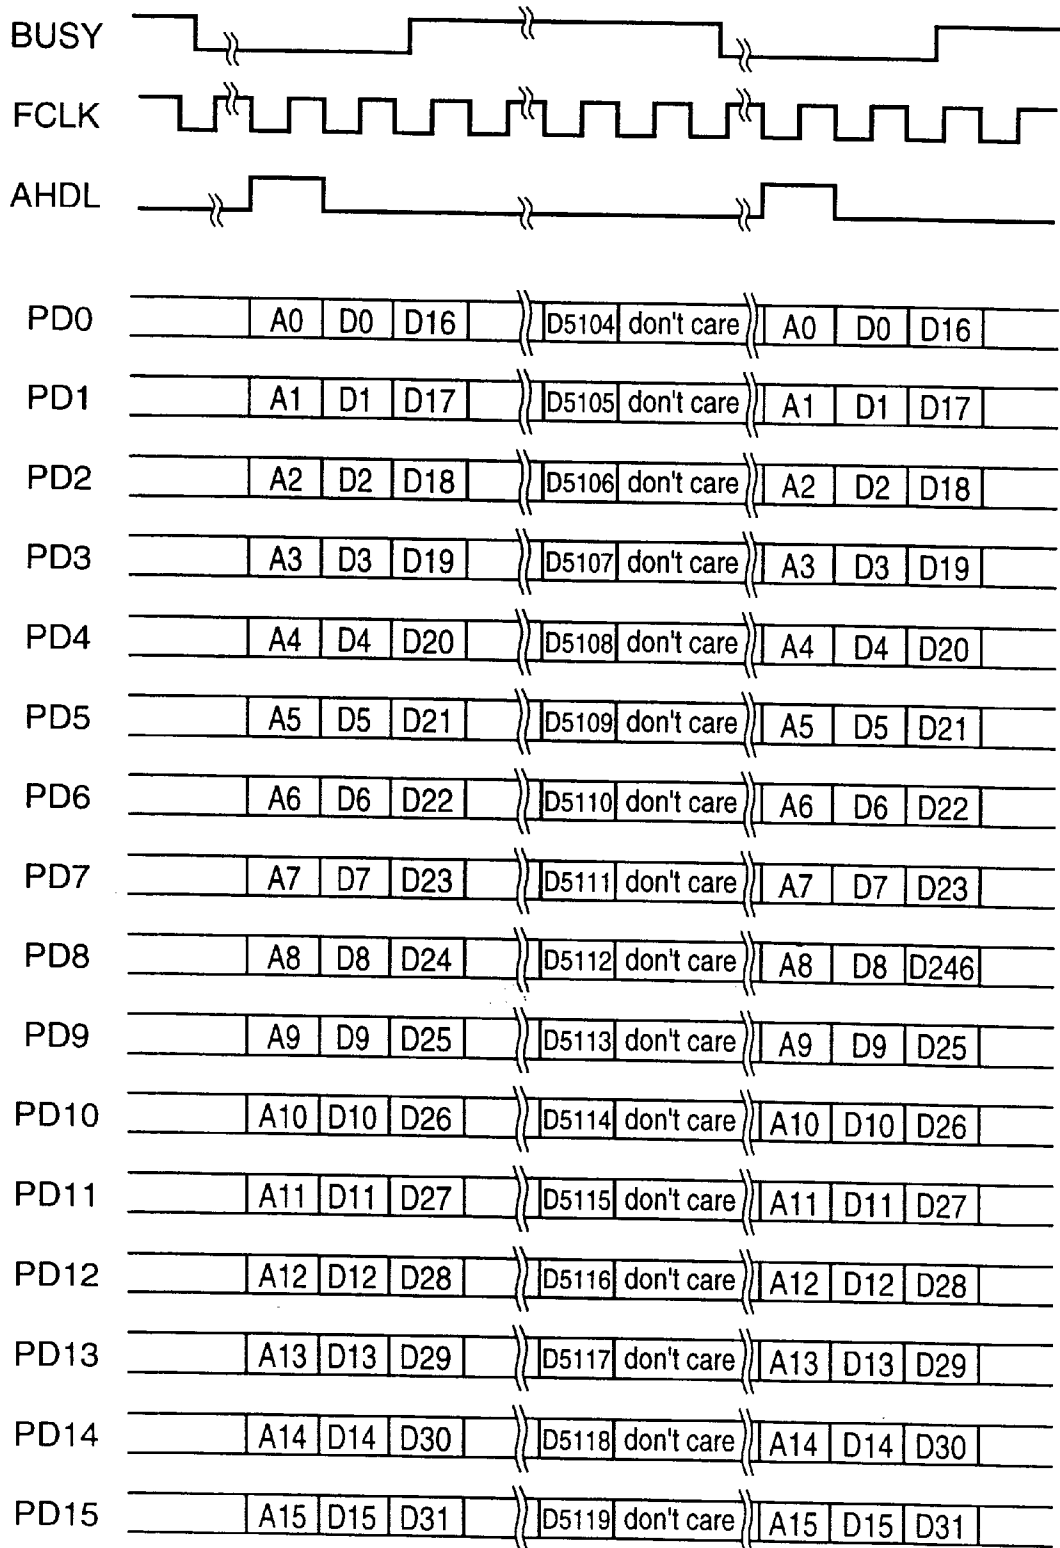 BUSY
FCLK
AHDL
PD0 A0 D0 D16 D5104 don't care A0 D0 D16
PD1 A1 D1 D17 D5105 don't care A1 D1 D17
PD2 A2 D2 D18 D5106 don't care A2 D2 D18
PD3 A3 D3 D19 D5107 don't care A3 D3 D19
PD4 A4 D4 D20 D5108 don't care A4 D4 D20
PD5 A5 D5 D21 D5109 don't care A5 D5 D21
PD6 A6 D6 D22 D5110 don't care A6 D6 D22
PD7 A7 D7 D23 D5111 don't care A7 D7 D23
PD8 A8 D8 D24 D5112 don't care A8 D8 D246
PD9 A9 D9 D25 D5113 don't care A9 D9 D25
PD10 A10 D10 D26 D5114 don't care A10 D10 D26
PD11 A11 D11 D27 D5115 don't care A11 D11 D27
PD12 A12 D12 D28 D5116 don't care A12 D12 D28
PD13 A13 D13 D29 D5117 don't care A13 D13 D29
PD14 A14 D14 D30 D5118 don't care A14 D14 D30
PD15 A15 D15 D31 D5119 don't care A15 D15 D31